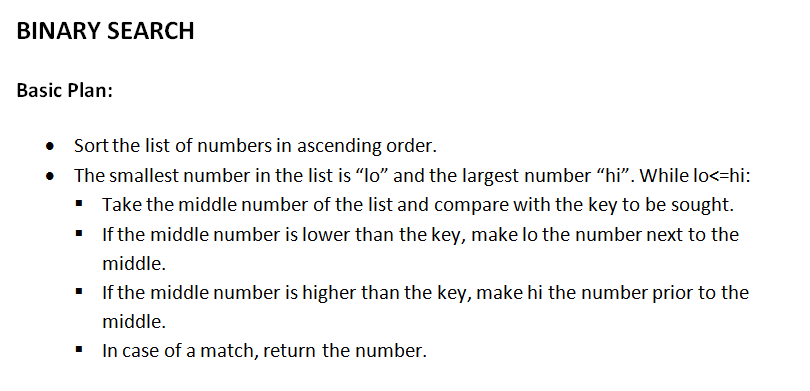 BINARY SEARCH
Basic Plan:
• Sort the list of numbers in ascending order.
• The smallest number in the list is “lo” and the largest number “hi”. While lo<=hi:
▪ Take the middle number of the list and compare with the key to be sought.
▪ If the middle number is lower than the key, make lo the number next to the
middle.
▪ If the middle number is higher than the key, make hi the number prior to the
middle.
▪ In case of a match, return the number.